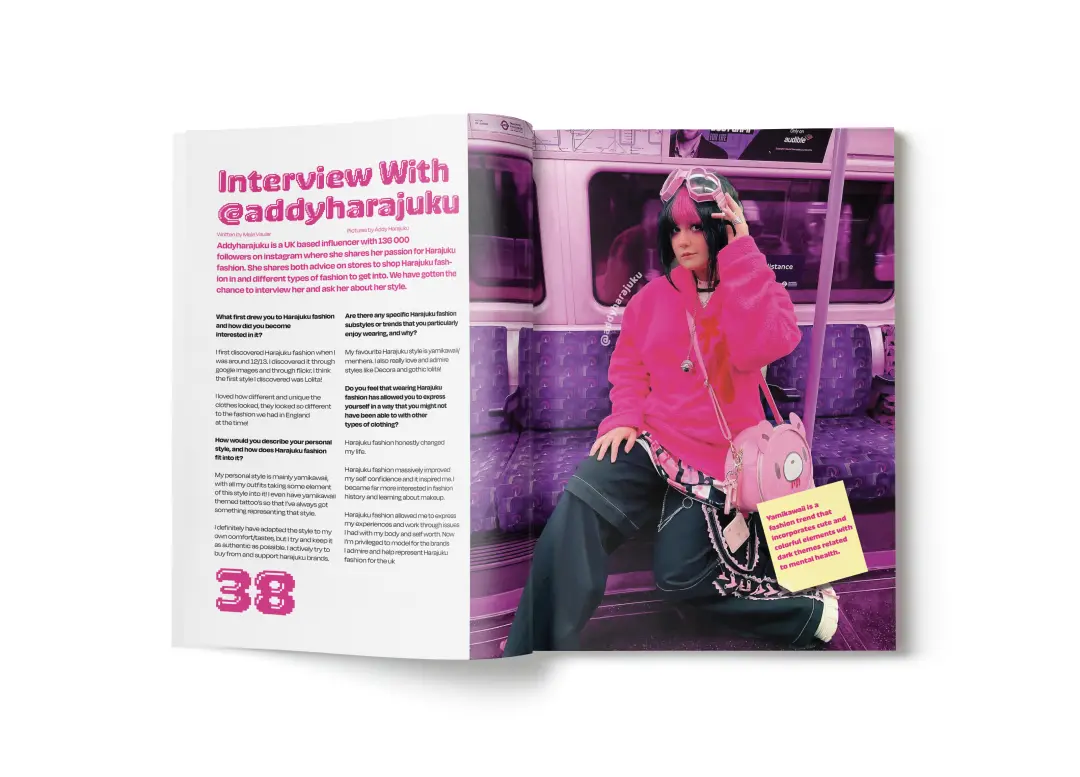 Interview With
@addyharajuku
Pictures by Addy Harajuku
Addyharajuku is a UK based influencer with 130 000
followers on instagram where she shares her passion for Harajuku
fashion. She shares both advice on stores to shop Harajuku fash-
ion in and different types of fashion to get into. We have gotten the
chance to interview her and ask her about her style.
What first drew you to Harajuku fashion
and how did you become
interested in it?
I first discovered Harajuku fashion when I
was around 12/13. I discovered it through
google images and through flickr. I think
the first style I discovered was Lolita!
I loved how different and unique the
clothes looked, they looked so different
to the fashion we had in England
at the time!
How would you describe your personal
style, and how does Harajuku fashion
fit into it?
My personal style is mainly yamikawaii,
with all my outfits taking some element
of this style into it! I even have yamikawaii
themed tattoo's so that I've always got
something representing that style.
I definitely have adapted the style to my
own comfort/tastes, but I try and keep it
as authentic as possible. I actively try to
buy from and support harajuku brands.
38
Are there any specific Harajuku fashion
substyles or trends that you particularly
enjoy wearing, and why?
My favourite Harajuku style is yamikawaii/
menhera. I also really love and admire
styles like Decora and gothic lolita!
Do you feel that wearing Harajuku
fashion has allowed you to express
yourself in a way that you might not
have been able to with other
types of clothing?
Harajuku fashion honestly changed
my life.
Harajuku fashion massively improved
my self confidence and it inspired me. I
became far more interested in fashion
history and learning about makeup.
Harajuku fashion allowed me to express
my experiences and work through issues
I had with my body and self worth. Now
I'm privileged to model for the brands
I admire and help represent Harajuku
fashion for the uk
@addyharajuku
FOR LIFE
Only on
audible
distance
Yamikawaii is a
fashion trend that
incorporates cute and
colorful elements with
dark themes related
to mental health.